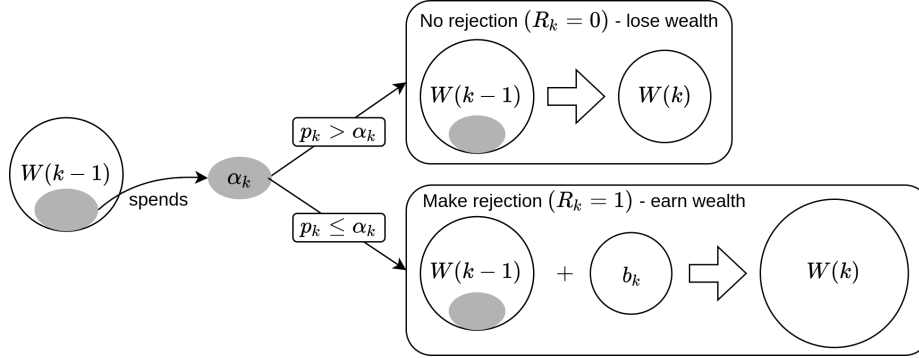 W(k − 1)
spends
α_k
p_k > α_k
p_k ≤ α_k
No rejection (R_k = 0) - lose wealth
W(k − 1)
W(k)
Make rejection (R_k = 1) - earn wealth
W(k − 1)
+
b_k
W(k)